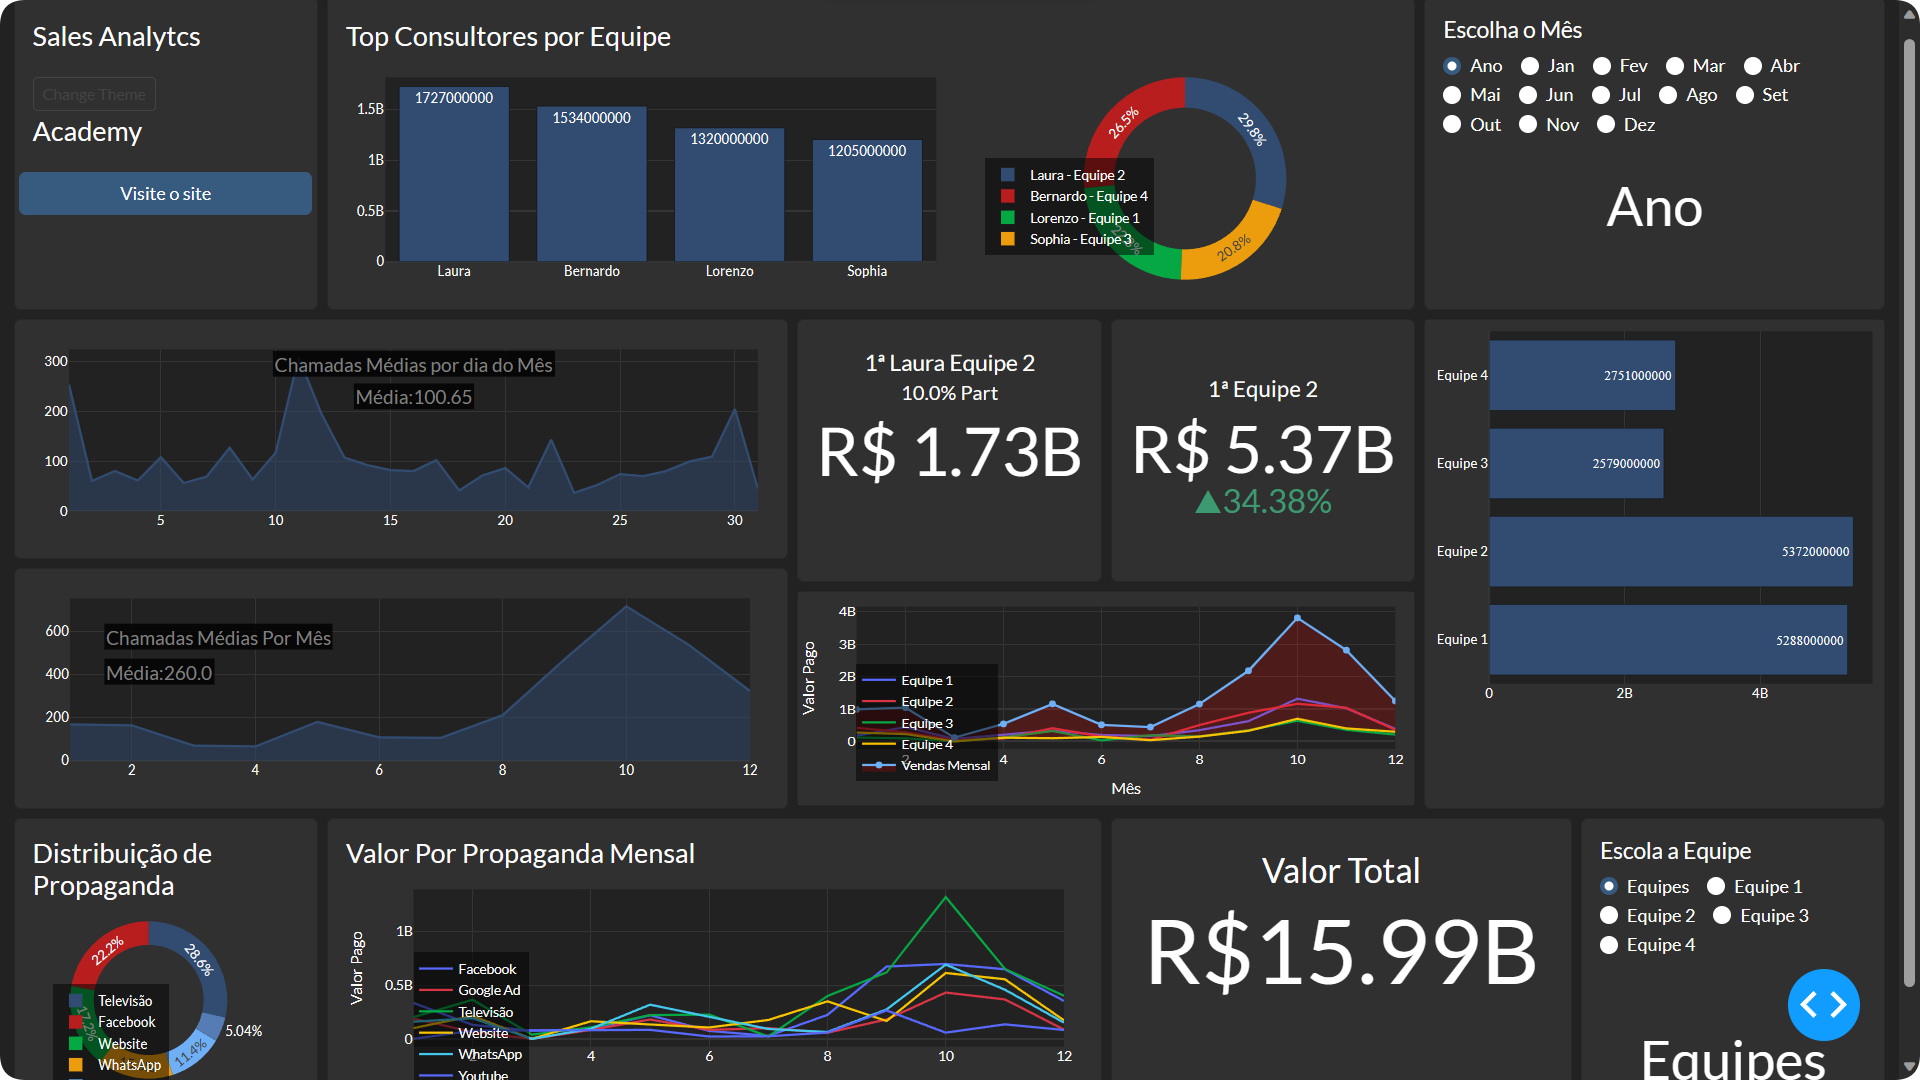 Sales Analytcs
Change Theme
Academy
Visite o site
Top Consultores por Equipe
1.5B
1B
0.5B
0
1727000000
1534000000
1320000000
1205000000
Laura
Bernardo
Lorenzo
Sophia
29.8%
26.5%
20.8%
Laura - Equipe 2
Bernardo - Equipe 4
Lorenzo - Equipe 1
Sophia - Equipe 3
Escolha o Mês
Ano Jan Fev Mar Abr
Mai Jun Jul Ago Set
Out Nov Dez
Ano
Chamadas Médias por dia do Mês
Média:100.65
300
200
100
0
5 10 15 20 25 30
1ª Laura Equipe 2
10.0% Part
R$ 1.73B
1ª Equipe 2
R$ 5.37B
▲34.38%
Equipe 4
2751000000
Equipe 3
2579000000
Equipe 2
5372000000
Equipe 1
5288000000
0 2B 4B
Chamadas Médias Por Mês
Média:260.0
600
400
200
0
2 4 6 8 10 12
Valor Pago
4B
3B
2B
1B
0
Equipe 1
Equipe 2
Equipe 3
Equipe 4
Vendas Mensal
2 4 6 8 10 12
Mês
Distribuição de
Propaganda
28.6%
22.2%
17.2%
11.4%
5.04%
Televisão
Facebook
Website
WhatsApp
Valor Por Propaganda Mensal
Valor Pago
1B
0.5B
0
Facebook
Google Ad
Televisão
Website
WhatsApp
Youtube
4 6 8 10 12
Valor Total
R$15.99B
Escola a Equipe
Equipes Equipe 1
Equipe 2 Equipe 3
Equipe 4
Equipes